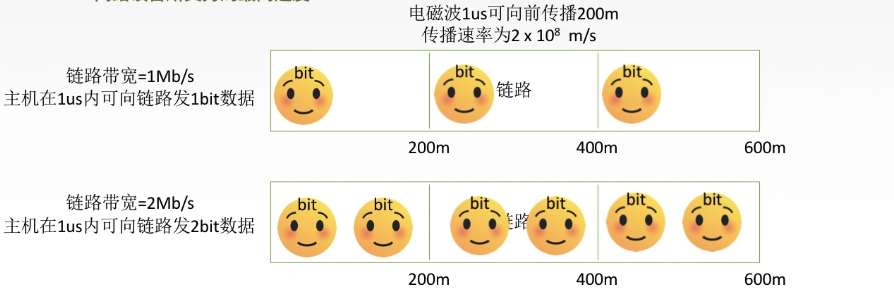 电磁波1us可向前传播200m
传播速率为2 x 10⁸ m/s
链路带宽=1Mb/s
主机在1us内可向链路发1bit数据
bit
bit
链路
bit
200m
400m
600m
链路带宽=2Mb/s
主机在1us内可向链路发2bit数据
bit
bit
bit
链路
bit
bit
bit
200m
400m
600m